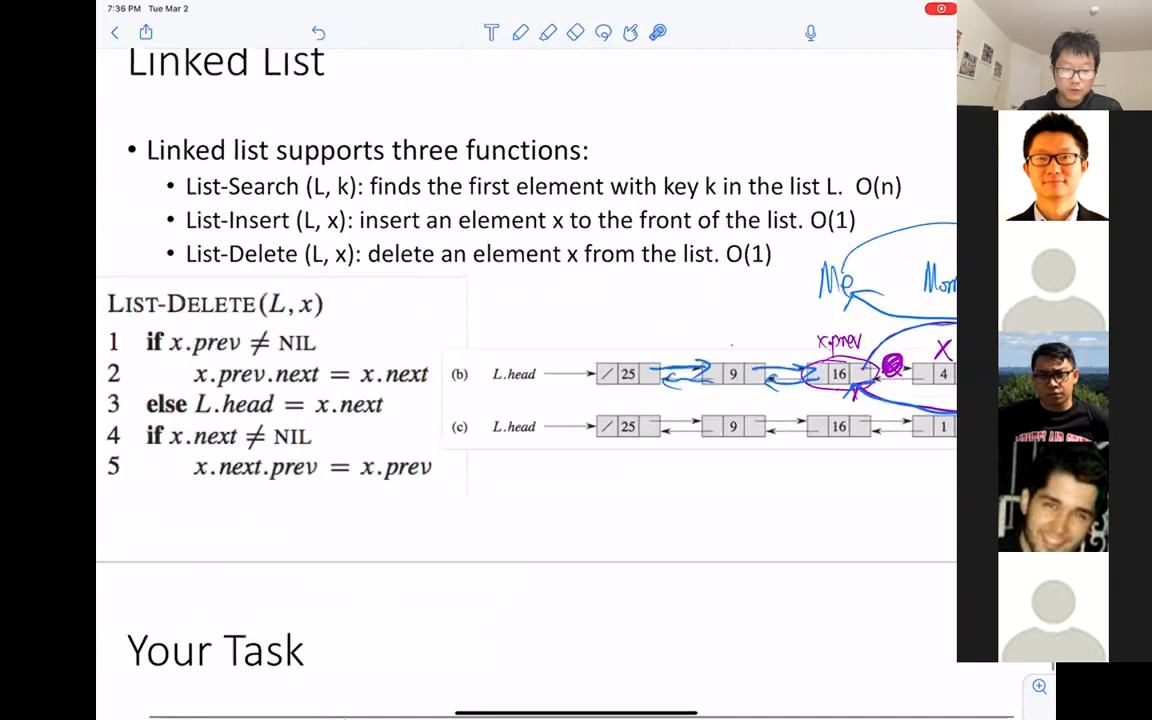 7:36 PM Tue Mar 2
Linked List
• Linked list supports three functions:
• List-Search (L, k): finds the first element with key k in the list L. O(n)
• List-Insert (L, x): insert an element x to the front of the list. O(1)
• List-Delete (L, x): delete an element x from the list. O(1)
Me Mom
LIST-DELETE(L, x)
1 if x.prev ≠ NIL
2 x.prev.next = x.next
3 else L.head = x.next
4 if x.next ≠ NIL
5 x.next.prev = x.prev
x.prev X
(b) L.head / 25 9 16 4
(c) L.head / 25 9 16 1
Your Task